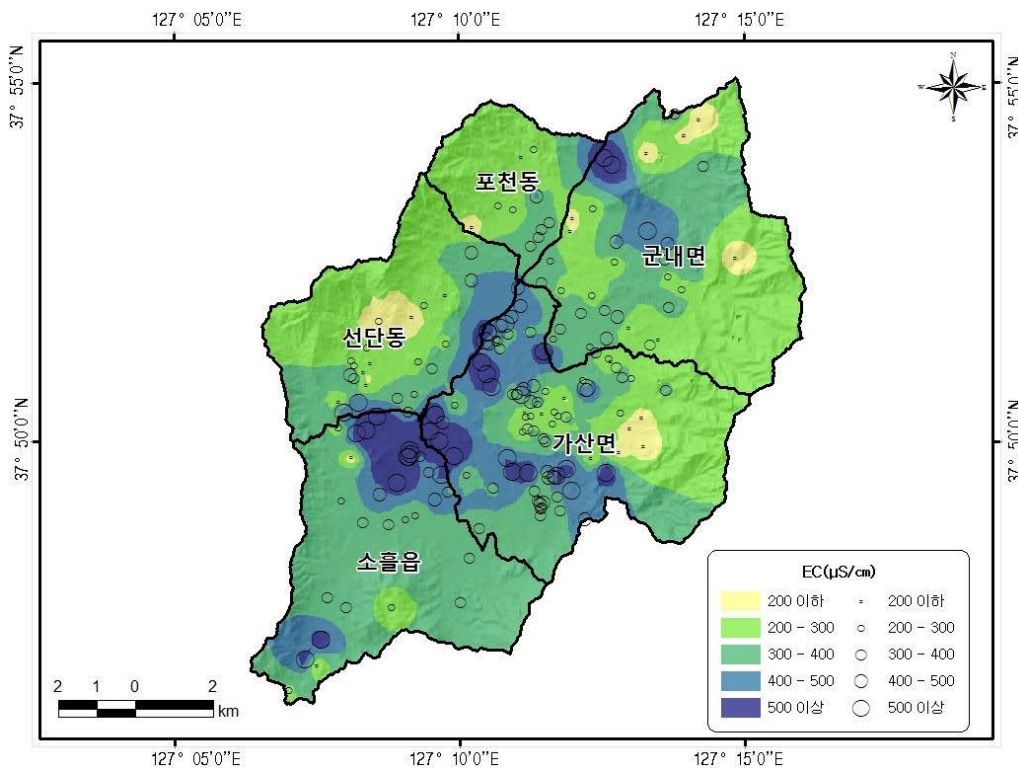 127° 05'0''E
127° 10'0''E
127° 15'0''E
37° 55'0''N
37° 55'0''N
N
W
E
S
포천동
군내면
선단동
37° 50'0''N
37° 50'0''N
가산면
소흘읍
EC(μS/㎝)
200 이하
200 이하
200 - 300
200 - 300
300 - 400
300 - 400
400 - 500
400 - 500
500 이상
500 이상
2 1 0 2
km
127° 05'0''E
127° 10'0''E
127° 15'0''E